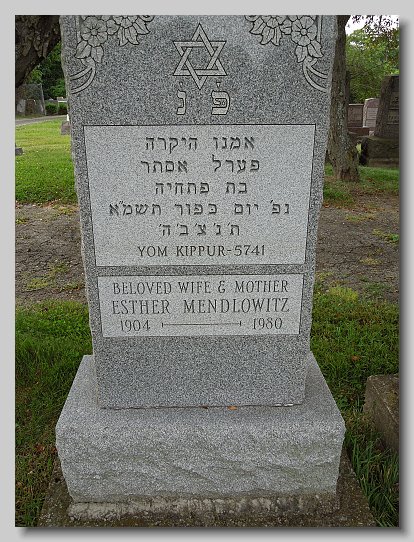 פ נ
אמנו היקרה
פערל אסתר
בת פתחיה
נפ' יום כפור תשמ"א
ת' נ' צ' ב' ה'
YOM KIPPUR-5741
BELOVED WIFE & MOTHER
ESTHER MENDLOWITZ
1904 1980